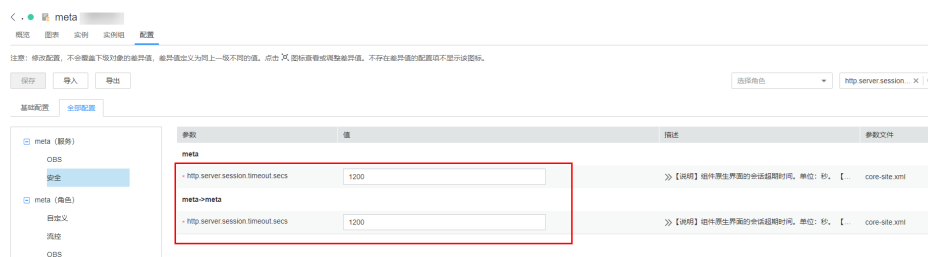 meta
概览 图表 实例 实例组 配置
注意：修改配置，不会覆盖下级对象的差异值，差异值定义为同上一级不同的值。点击 图标查看或调整差异值。不存在差异值的配置项不显示该图标。
保存 导入 导出 选择角色 http.server.session... ×
基础配置 全部配置
参数 值 描述 参数文件
meta（服务）
meta
OBS
http.server.session.timeout.secs 1200 【说明】组件原生界面的会话超期时间。单位：秒。 【... core-site.xml
安全
meta（角色）
meta->meta
自定义
http.server.session.timeout.secs 1200 【说明】组件原生界面的会话超期时间。单位：秒。 【... core-site.xml
流控
OBS